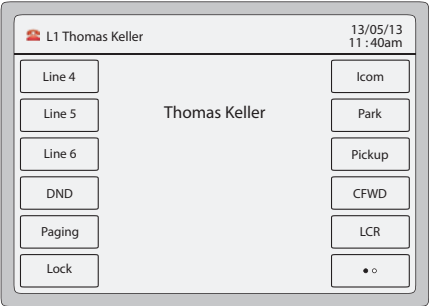 L1 Thomas Keller
13/05/13
11:40am
Line 4
Icom
Line 5
Thomas Keller
Park
Line 6
Pickup
DND
CFWD
Paging
LCR
Lock